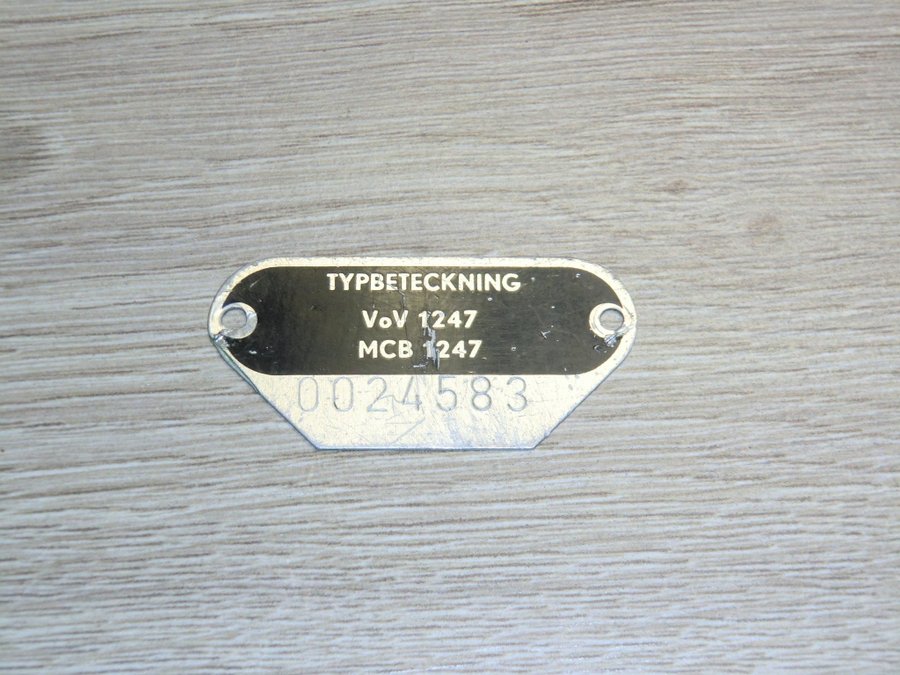 TYPBETECKNING
VoV 1247
MCB 1247
0024583